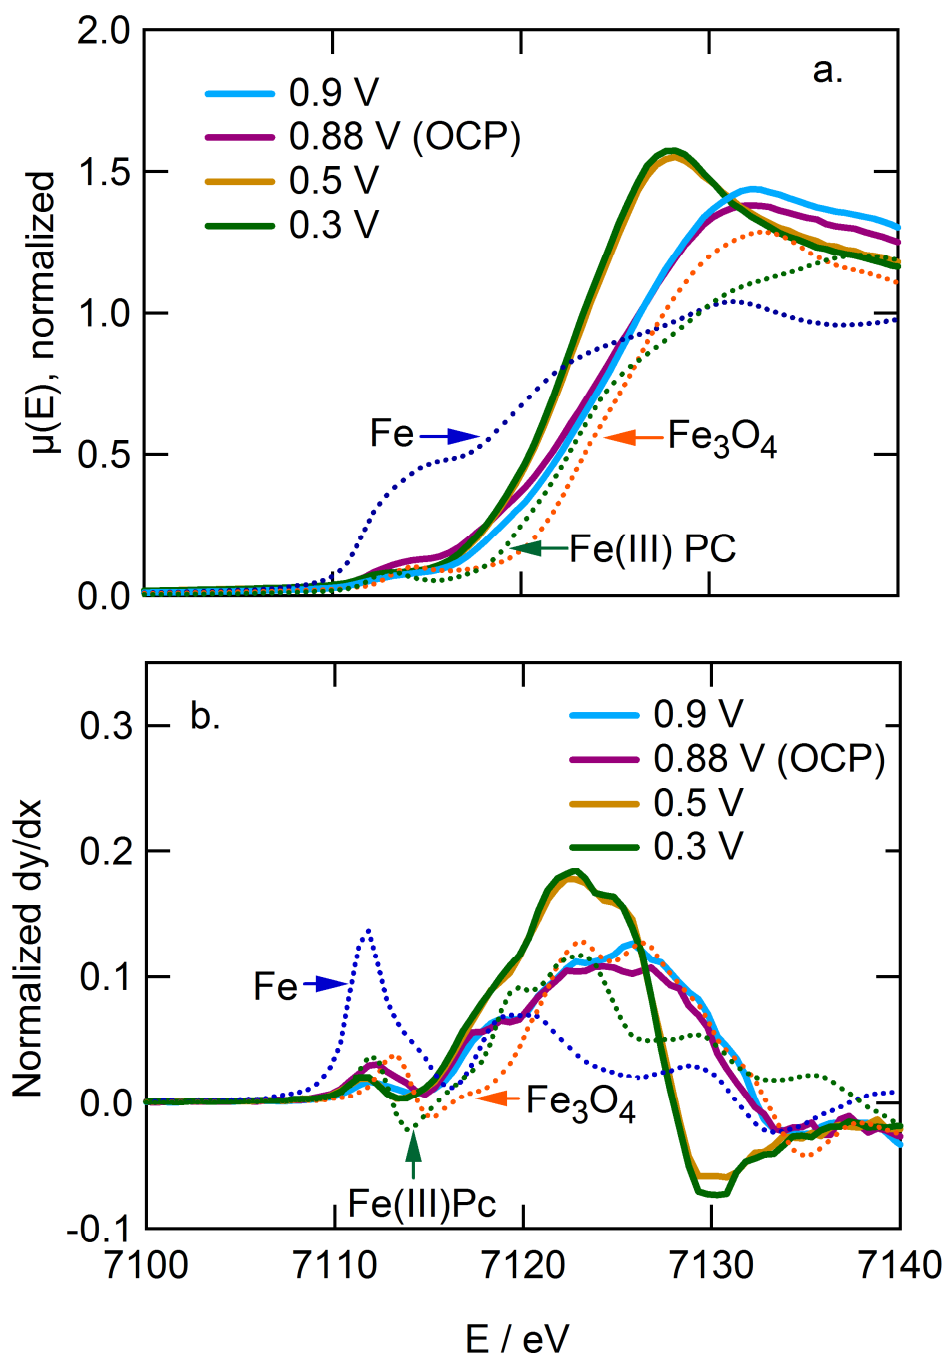 2.0
a.
0.9 V
0.88 V (OCP)
0.5 V
0.3 V
1.5
1.0
0.5
0.0
μ(E), normalized
Fe
Fe₃O₄
Fe(III) PC
b.
0.9 V
0.88 V (OCP)
0.5 V
0.3 V
0.3
0.2
0.1
0.0
-0.1
Normalized dy/dx
Fe
Fe₃O₄
Fe(III)Pc
7100 7110 7120 7130 7140
E / eV